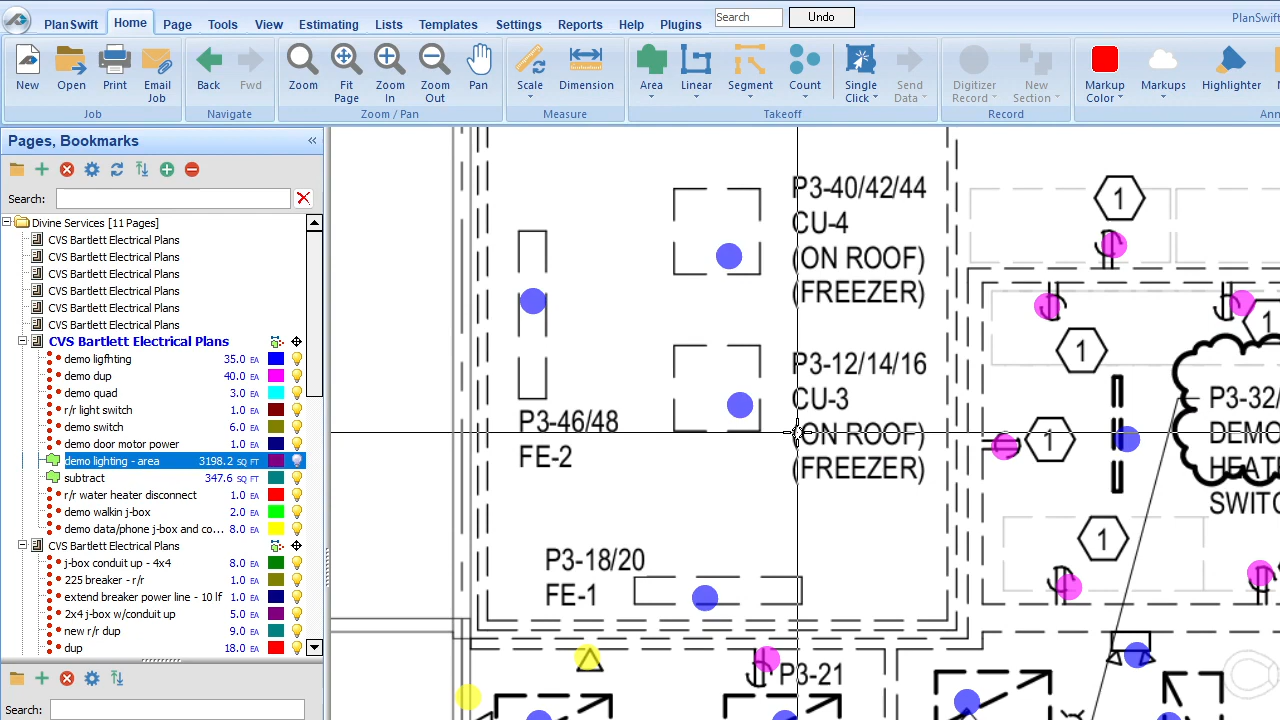 PlanSwift Home Page Tools View Estimating Lists Templates Settings Reports Help Plugins Search Undo
PlanSwift
New Open Print Email Job Back Fwd Zoom Fit Page Zoom In Zoom Out Pan Scale Dimension Area Linear Segment Count Single Click Send Data Digitizer Record New Section Markup Color Markups Highlighter
Job Navigate Zoom / Pan Measure Takeoff Record Ann
Pages, Bookmarks
Search:
Divine Services [11 Pages]
CVS Bartlett Electrical Plans
CVS Bartlett Electrical Plans
CVS Bartlett Electrical Plans
CVS Bartlett Electrical Plans
CVS Bartlett Electrical Plans
CVS Bartlett Electrical Plans
CVS Bartlett Electrical Plans
demo ligfhting 35.0 EA
demo dup 40.0 EA
demo quad 3.0 EA
r/r light switch 1.0 EA
demo switch 6.0 EA
demo door motor power 1.0 EA
demo lighting - area 3198.2 SQ FT
subtract 347.6 SQ FT
r/r water heater disconnect 1.0 EA
demo walkin j-box 2.0 EA
demo data/phone j-box and co... 8.0 EA
CVS Bartlett Electrical Plans
j-box conduit up - 4x4 8.0 EA
225 breaker - r/r 1.0 EA
extend breaker power line - 10 lf 1.0 EA
2x4 j-box w/conduit up 5.0 EA
new r/r dup 9.0 EA
dup 18.0 EA
Search:
P3-40/42/44
CU-4
(ON ROOF)
(FREEZER)
P3-12/14/16
CU-3
(ON ROOF)
(FREEZER)
P3-46/48
FE-2
P3-18/20
FE-1
P3-21
1
1
1
1
1
P3-32/
DEMO
HEAT
SWITC